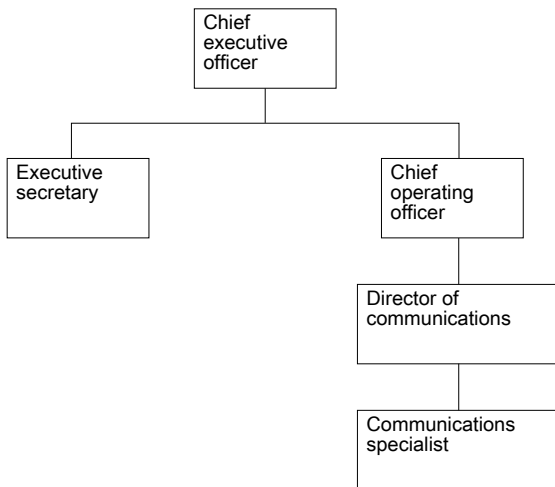 Chief
executive
officer
Executive
secretary
Chief
operating
officer
Director of
communications
Communications
specialist